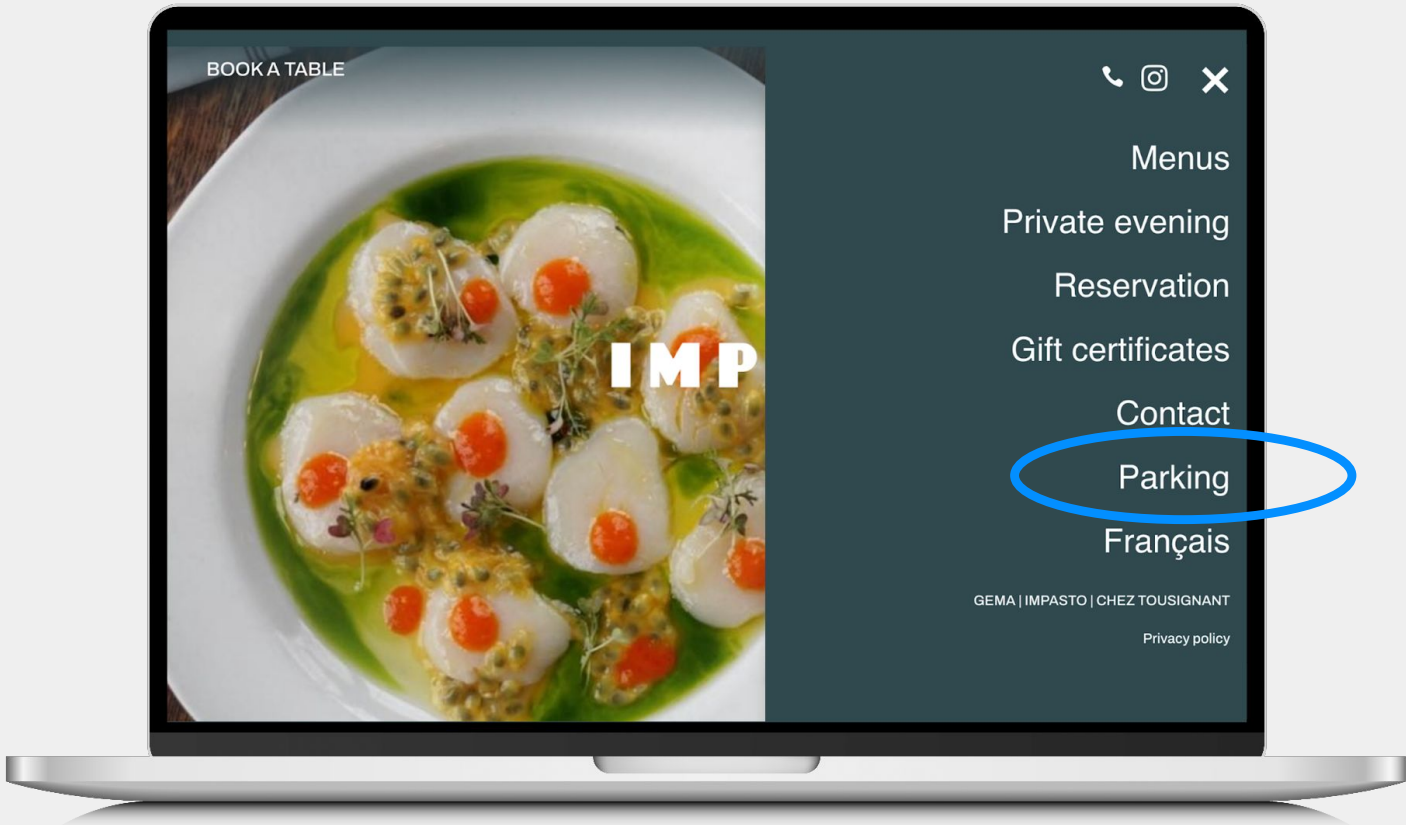 BOOK A TABLE
Menus
Private evening
Reservation
IMP
Gift certificates
Contact
Parking
Français
GEMA | IMPASTO | CHEZ TOUSIGNANT
Privacy policy